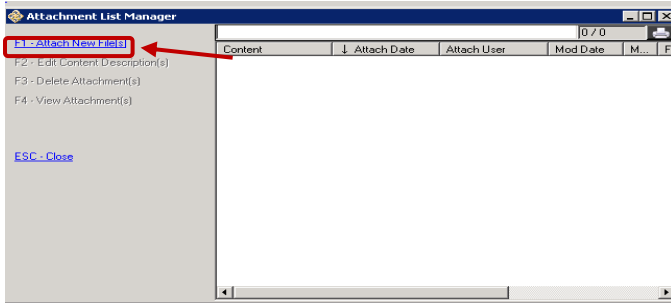 Attachment List Manager
0 / 0
F1 - Attach New File(s)
Content ↓ Attach Date Attach User Mod Date M... F
F2 - Edit Content Description(s)
F3 - Delete Attachment(s)
F4 - View Attachment(s)
ESC - Close